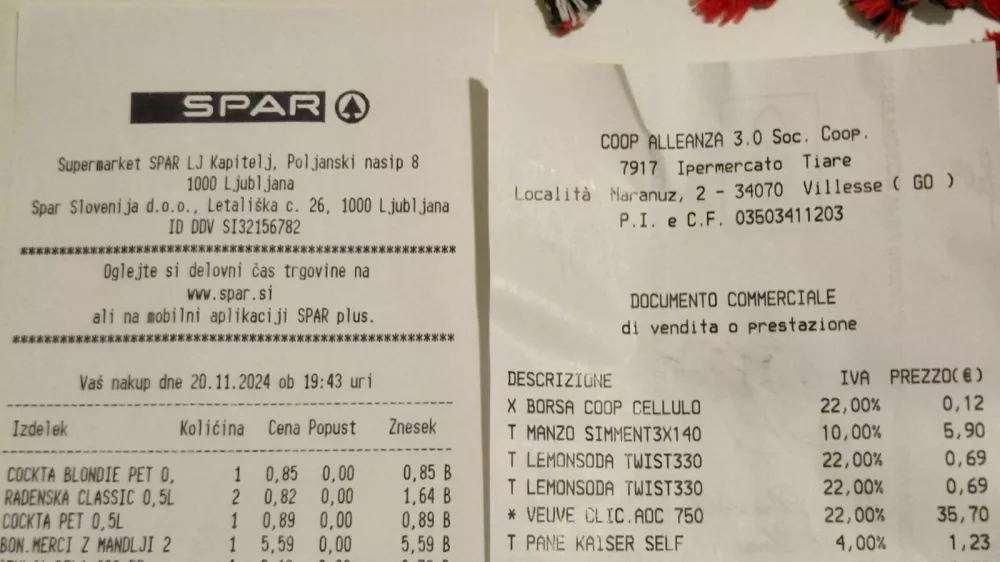 SPAR
Supermarket SPAR LJ Kapitelj, Poljanski nasip 8
1000 Ljubljana
Spar Slovenija d.o.o., Letališka c. 26, 1000 Ljubljana
ID DDV SI32156782
********************************************************
Oglejte si delovni čas trgovine na
www.spar.si
ali na mobilni aplikaciji SPAR plus.
********************************************************
Vaš nakup dne 20.11.2024 ob 19:43 uri
Izdelek Količina Cena Popust Znesek
COCKTA BLONDIE PET 0, 1 0,85 0,00 0,85 B
RADENSKA CLASSIC 0,5L 2 0,82 0,00 1,64 B
COCKTA PET 0,5L 1 0,89 0,00 0,89 B
BON.MERCI Z MANDLJI 2 1 5,59 0,00 5,59 B
COOP ALLEANZA 3.0 Soc. Coop.
7917 Ipermercato Tiare
Località Maranuz, 2 - 34070 Villesse ( GO )
P.I. e C.F. 03503411203
DOCUMENTO COMMERCIALE
di vendita o prestazione
DESCRIZIONE IVA PREZZO(€)
X BORSA COOP CELLULO 22,00% 0,12
T MANZO SIMMENT3X140 10,00% 5,90
T LEMONSODA TWIST330 22,00% 0,69
T LEMONSODA TWIST330 22,00% 0,69
* VEUVE CLIC.AOC 750 22,00% 35,70
T PANE KAISER SELF 4,00% 1,23